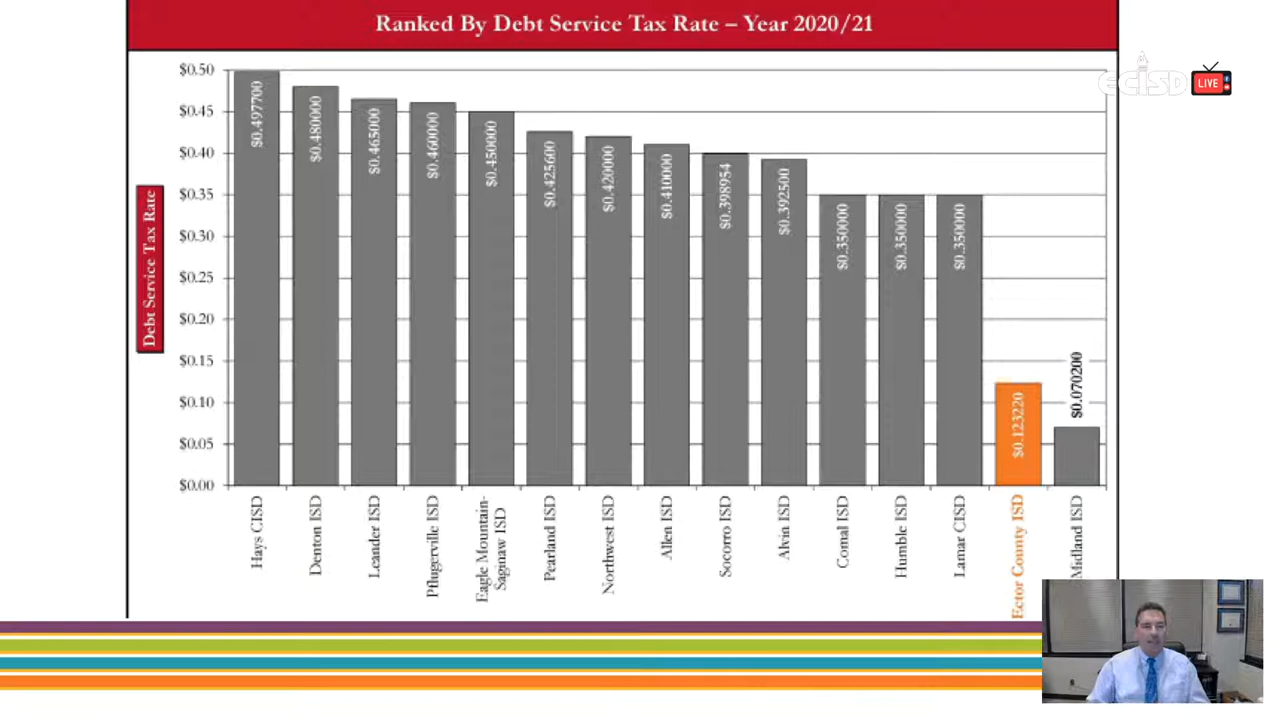 Ranked By Debt Service Tax Rate – Year 2020/21
ECISD
LIVE
Debt Service Tax Rate
$0.50
$0.45
$0.40
$0.35
$0.30
$0.25
$0.20
$0.15
$0.10
$0.05
$0.00
$0.497700
$0.480000
$0.465000
$0.460000
$0.450000
$0.425600
$0.420000
$0.410000
$0.398954
$0.392500
$0.350000
$0.350000
$0.350000
$0.123220
$0.070200
Hays CISD
Denton ISD
Leander ISD
Pflugerville ISD
Eagle Mountain-
Saginaw ISD
Pearland ISD
Northwest ISD
Allen ISD
Socorro ISD
Alvin ISD
Comal ISD
Humble ISD
Lamar CISD
Ector County ISD
Midland ISD